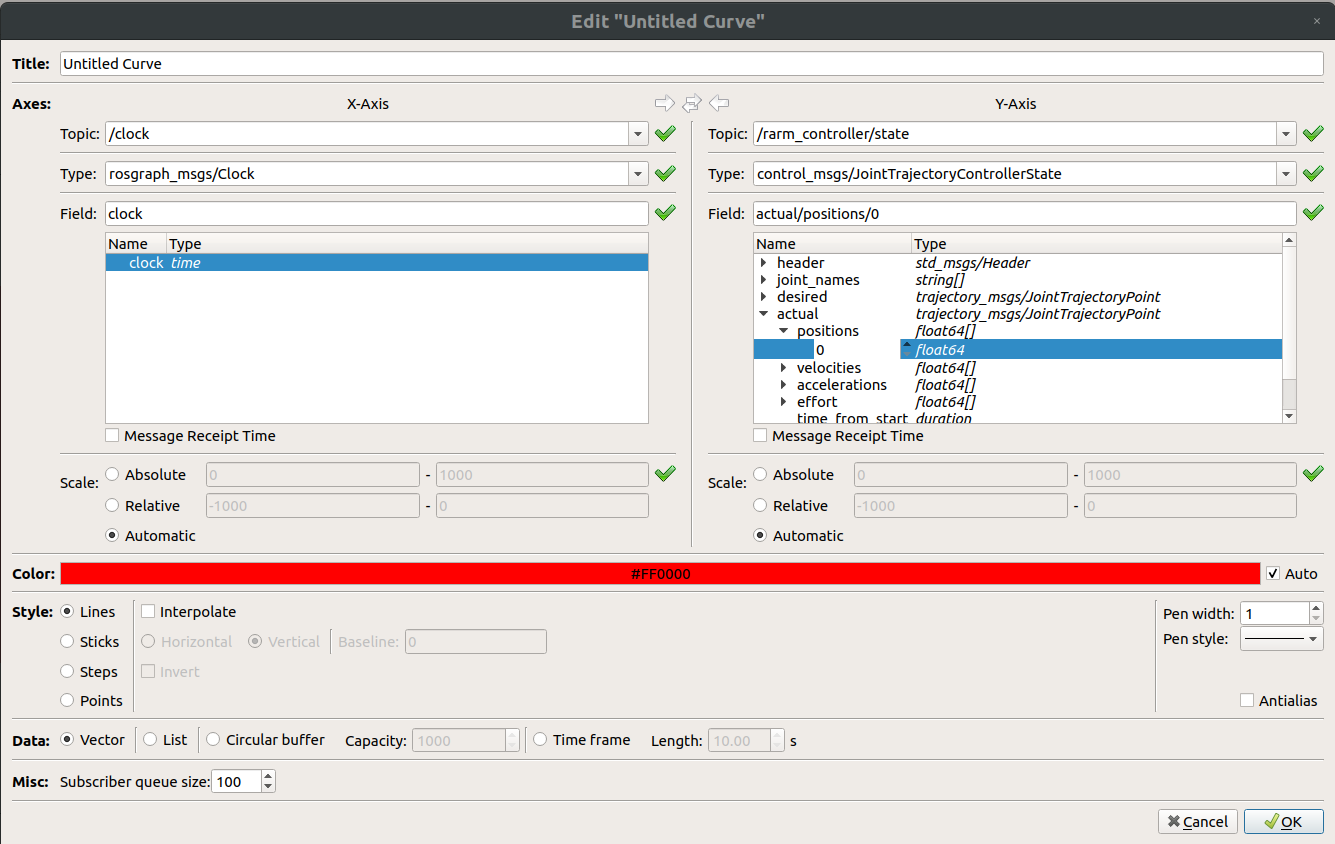 Edit "Untitled Curve"
Title: Untitled Curve
Axes: X-Axis Y-Axis
Topic: /clock Topic: /rarm_controller/state
Type: rosgraph_msgs/Clock Type: control_msgs/JointTrajectoryControllerState
Field: clock Field: actual/positions/0
Name Type Name Type
clock time header std_msgs/Header
joint_names string[]
desired trajectory_msgs/JointTrajectoryPoint
actual trajectory_msgs/JointTrajectoryPoint
positions float64[]
0 float64
velocities float64[]
accelerations float64[]
effort float64[]
time_from_start duration
Message Receipt Time Message Receipt Time
Scale: Absolute 0 - 1000 Scale: Absolute 0 - 1000
Relative -1000 - 0 Relative -1000 - 0
Automatic Automatic
Color: #FF0000 Auto
Style: Lines Interpolate Pen width: 1
Sticks Horizontal Vertical Baseline: 0 Pen style:
Steps Invert
Points Antialias
Data: Vector List Circular buffer Capacity: 1000 Time frame Length: 10.00 s
Misc: Subscriber queue size: 100
Cancel OK